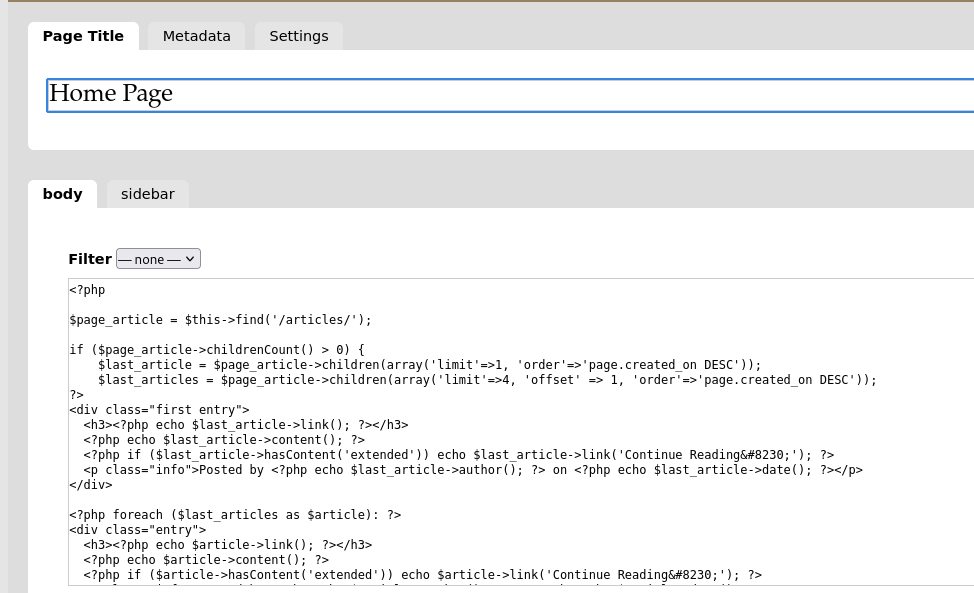 Page Title Metadata Settings
Home Page
body sidebar
Filter — none —
<?php
$page_article = $this->find('/articles/');
if ($page_article->childrenCount() > 0) {
    $last_article = $page_article->children(array('limit'=>1, 'order'=>'page.created_on DESC'));
    $last_articles = $page_article->children(array('limit'=>4, 'offset' => 1, 'order'=>'page.created_on DESC'));
?>
<div class="first entry">
  <h3><?php echo $last_article->link(); ?></h3>
  <?php echo $last_article->content(); ?>
  <?php if ($last_article->hasContent('extended')) echo $last_article->link('Continue Reading&#8230;'); ?>
  <p class="info">Posted by <?php echo $last_article->author(); ?> on <?php echo $last_article->date(); ?></p>
</div>
<?php foreach ($last_articles as $article): ?>
<div class="entry">
  <h3><?php echo $article->link(); ?></h3>
  <?php echo $article->content(); ?>
  <?php if ($article->hasContent('extended')) echo $article->link('Continue Reading&#8230;'); ?>